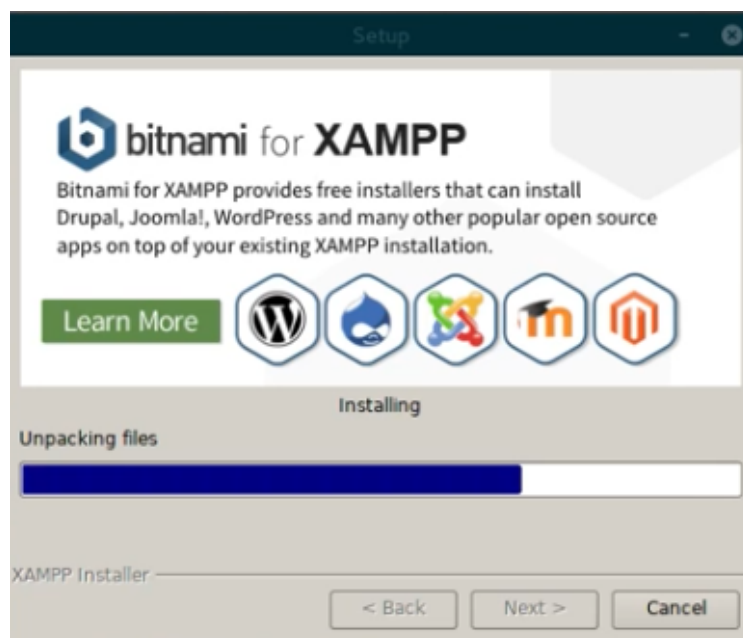 Setup
bitnami for XAMPP
Bitnami for XAMPP provides free installers that can install
Drupal, Joomla!, WordPress and many other popular open source
apps on top of your existing XAMPP installation.
Learn More
Installing
Unpacking files
XAMPP Installer
< Back Next > Cancel